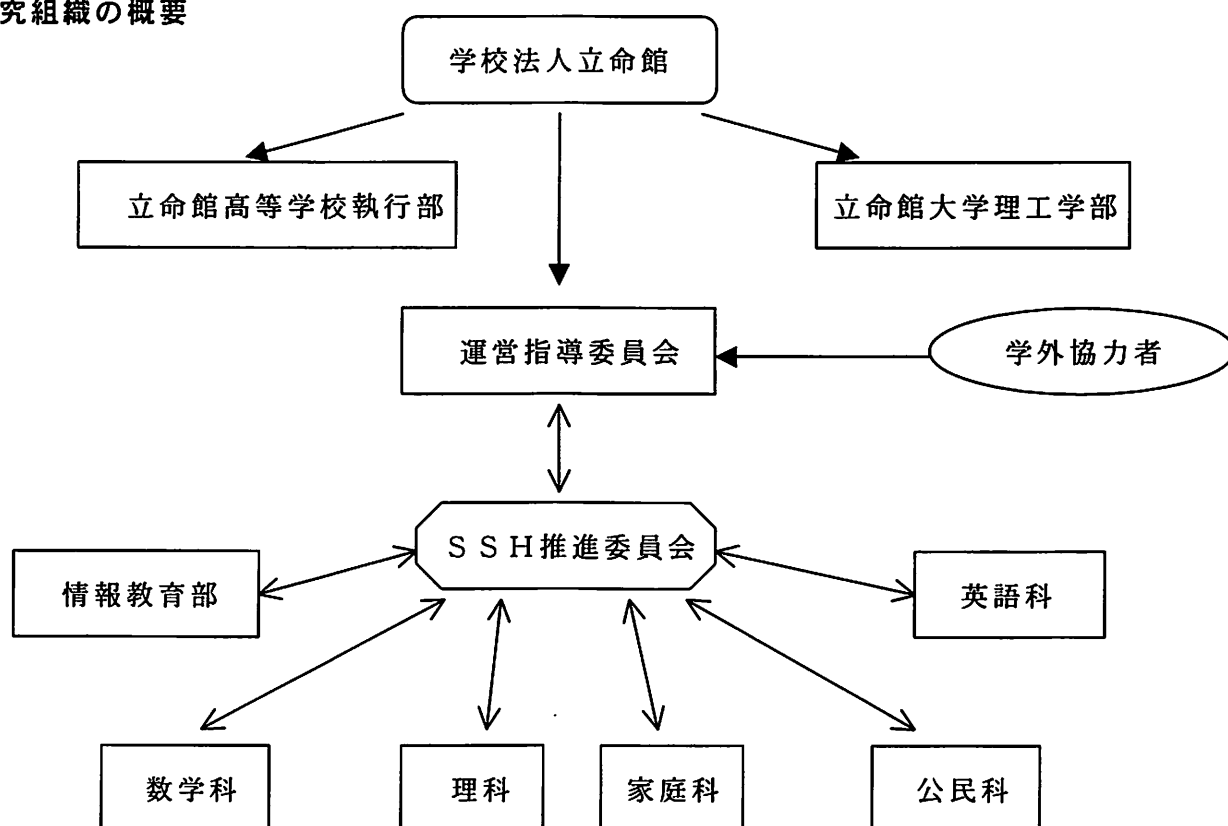 究組織の概要
学校法人立命館
立命館高等学校執行部
立命館大学理工学部
運営指導委員会
学外協力者
ＳＳＨ推進委員会
情報教育部
英語科
数学科
理科
家庭科
公民科